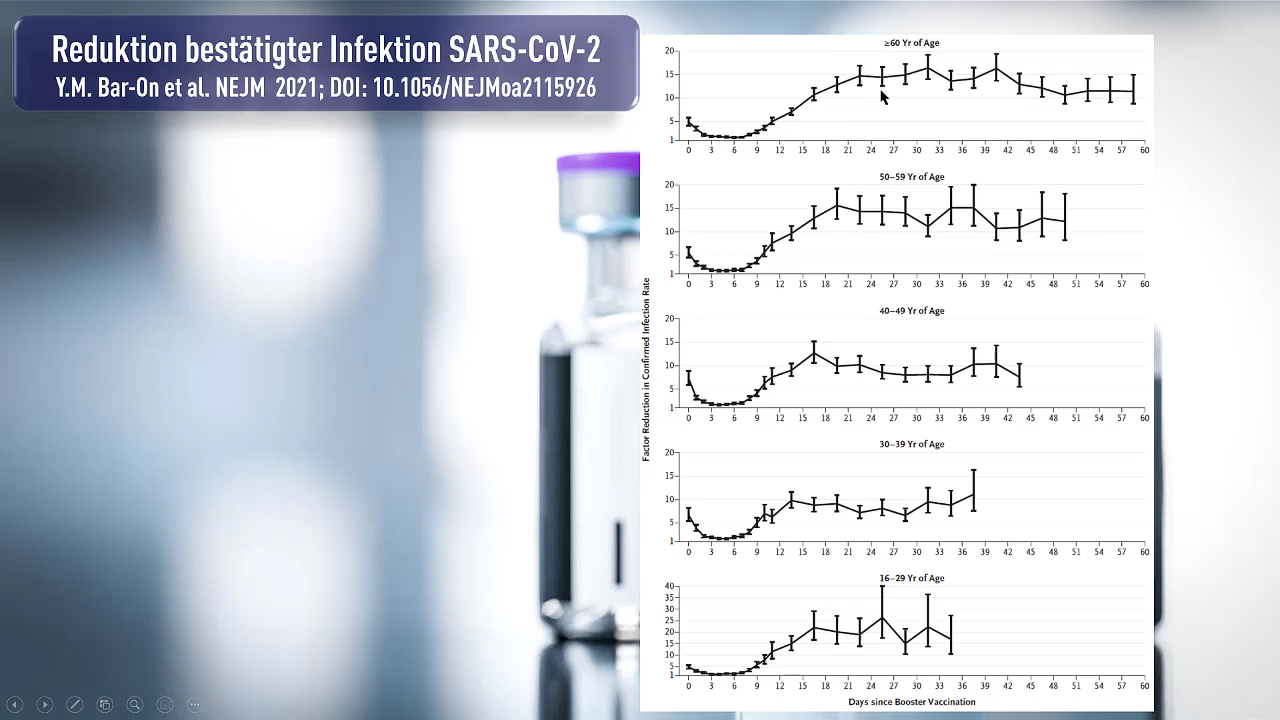 Reduktion bestätigter Infektion SARS-CoV-2
Y.M. Bar-On et al. NEJM 2021; DOI: 10.1056/NEJMoa2115926
Factor Reduction in Confirmed Infection Rate
≥60 Yr of Age
20
15
10
5
1
0 3 6 9 12 15 18 21 24 27 30 33 36 39 42 45 48 51 54 57 60
50–59 Yr of Age
20
15
10
5
1
0 3 6 9 12 15 18 21 24 27 30 33 36 39 42 45 48 51 54 57 60
40–49 Yr of Age
20
15
10
5
1
0 3 6 9 12 15 18 21 24 27 30 33 36 39 42 45 48 51 54 57 60
30–39 Yr of Age
20
15
10
5
1
0 3 6 9 12 15 18 21 24 27 30 33 36 39 42 45 48 51 54 57 60
16–29 Yr of Age
40
35
30
25
20
15
10
5
1
0 3 6 9 12 15 18 21 24 27 30 33 36 39 42 45 48 51 54 57 60
Days since Booster Vaccination